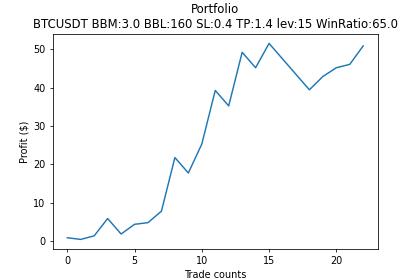 Portfolio
BTCUSDT BBM:3.0 BBL:160 SL:0.4 TP:1.4 lev:15 WinRatio:65.0
50
40
30
20
10
0
Profit ($)
0 5 10 15 20
Trade counts